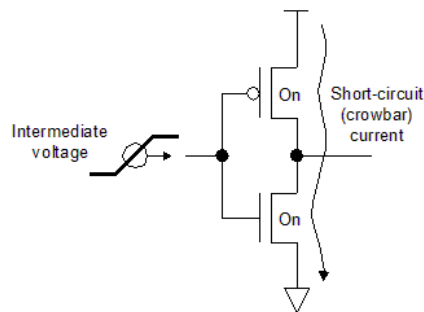 On
Short-circuit
(crowbar)
current
Intermediate
voltage
On